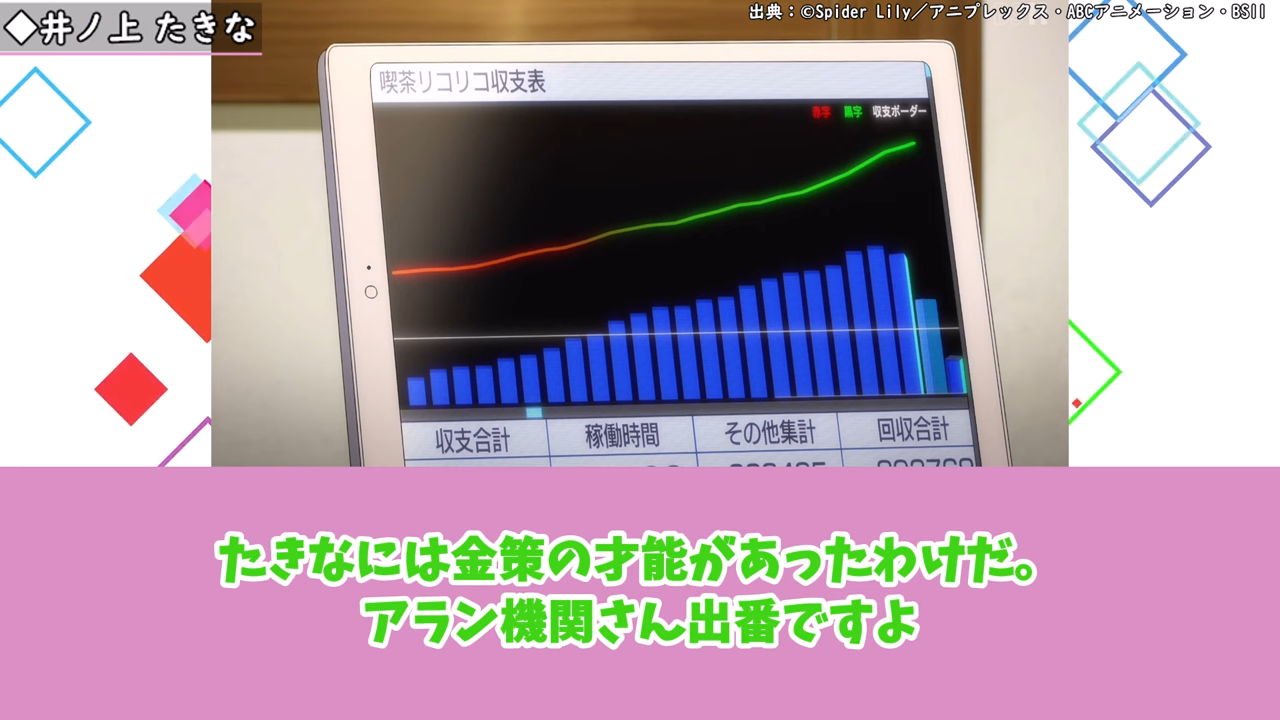 ◆井ノ上 たきな
出典：©Spider Lily／アニプレックス・ABCアニメーション・BS11
喫茶リコリコ収支表
赤字 黒字 収支ボーダー
収支合計 稼働時間 その他集計 回収合計
たきなには金策の才能があったわけだ。
アラン機関さん出番ですよ